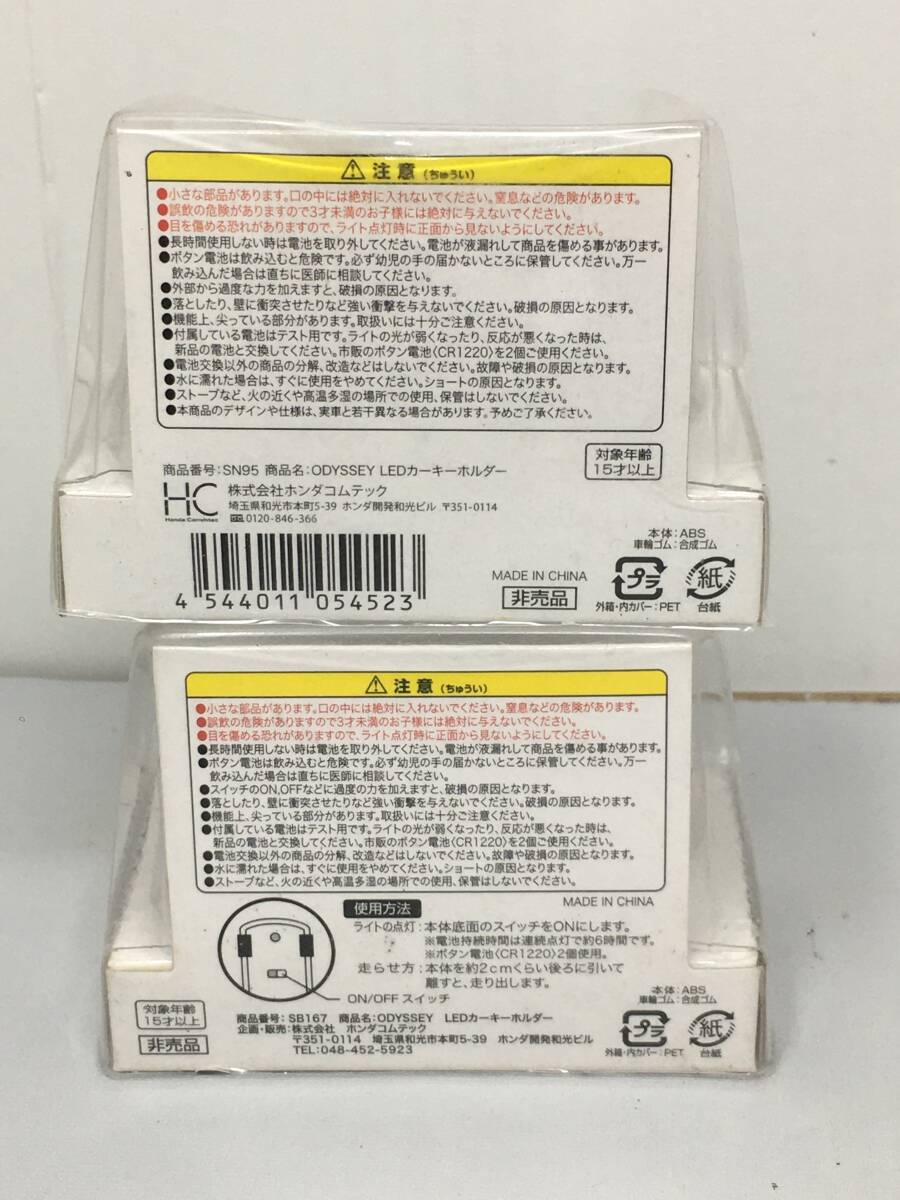 ⚠注意(ちゅうい)
●小さな部品があります。口の中には絶対に入れないでください。窒息などの危険があります。
●誤飲の危険がありますので3才未満のお子様には絶対に与えないでください。
●目を傷める恐れがありますので、ライト点灯時に正面から見ないようにしてください。
●長時間使用しない時は電池を取り外してください。電池が液漏れして商品を傷める事があります。
●ボタン電池は飲み込むと危険です。必ず幼児の手の届かないところに保管してください。万一
飲み込んだ場合は直ちに医師に相談してください。
●外部から過度な力を加えますと、破損の原因となります。
●落としたり、壁に衝突させたりなど強い衝撃を与えないでください。破損の原因となります。
●機能上、尖っている部分があります。取扱いには十分ご注意ください。
●付属している電池はテスト用です。ライトの光が弱くなったり、反応が悪くなった時は、
新品の電池と交換してください。市販のボタン電池〈CR1220〉を2個ご使用ください。
●電池交換以外の商品の分解、改造などはしないでください。故障や破損の原因となります。
●水に濡れた場合は、すぐに使用をやめてください。ショートの原因となります。
●ストーブなど、火の近くや高温多湿の場所での使用、保管はしないでください。
●本商品のデザインや仕様は、実車と若干異なる場合があります。予めご了承ください。
対象年齢
15才以上
商品番号:SN95 商品名:ODYSSEY LEDカーキーホルダー
HC 株式会社ホンダコムテック
Honda Comtec 埼玉県和光市本町5-39 ホンダ開発和光ビル 〒351-0114
0120-846-366
4 544011 054523
MADE IN CHINA
非売品
本体:ABS
車輪ゴム:合成ゴム
プラ
紙
外箱・内カバー:PET
台紙
⚠注意(ちゅうい)
●小さな部品があります。口の中には絶対に入れないでください。窒息などの危険があります。
●誤飲の危険がありますので3才未満のお子様には絶対に与えないでください。
●目を傷める恐れがありますので、ライト点灯時に正面から見ないようにしてください。
●長時間使用しない時は電池を取り外してください。電池が液漏れして商品を傷める事があります。
●ボタン電池は飲み込むと危険です。必ず幼児の手の届かないところに保管してください。万一
飲み込んだ場合は直ちに医師に相談してください。
●スイッチのON,OFFなどに過度の力を加えますと、破損の原因となります。
●落としたり、壁に衝突させたりなど強い衝撃を与えないでください。破損の原因となります。
●機能上、尖っている部分があります。取扱いには十分ご注意ください。
●付属している電池はテスト用です。ライトの光が弱くなったり、反応が悪くなった時は、
新品の電池と交換してください。市販のボタン電池〈CR1220〉を2個ご使用ください。
●電池交換以外の商品の分解、改造などはしないでください。故障や破損の原因となります。
●水に濡れた場合は、すぐに使用をやめてください。ショートの原因となります。
●ストーブなど、火の近くや高温多湿の場所での使用、保管はしないでください。
MADE IN CHINA
使用方法
ライトの点灯:本体底面のスイッチをONにします。
※電池持続時間は連続点灯で約6時間です。
※ボタン電池〈CR1220〉2個使用。
走らせ方:本体を約2cmくらい後ろに引いて
離すと、走り出します。
ON/OFF スイッチ
対象年齢
15才以上
非売品
商品番号:SB167 商品名:ODYSSEY LEDカーキーホルダー
企画・販売:株式会社 ホンダコムテック
〒351-0114 埼玉県和光市本町5-39 ホンダ開発和光ビル
TEL:048-452-5923
本体:ABS
車輪ゴム:合成ゴム
プラ
紙
外箱・内カバー:PET
台紙